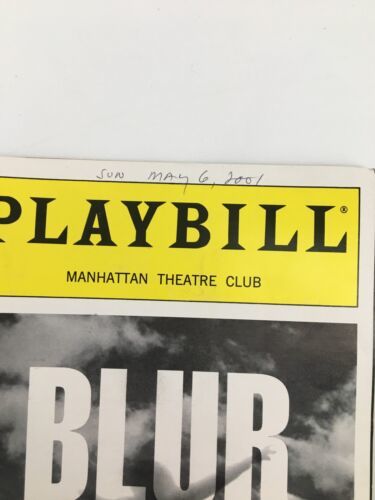 SUN MAY 6, 2001
PLAYBILL®
MANHATTAN THEATRE CLUB
BLUR